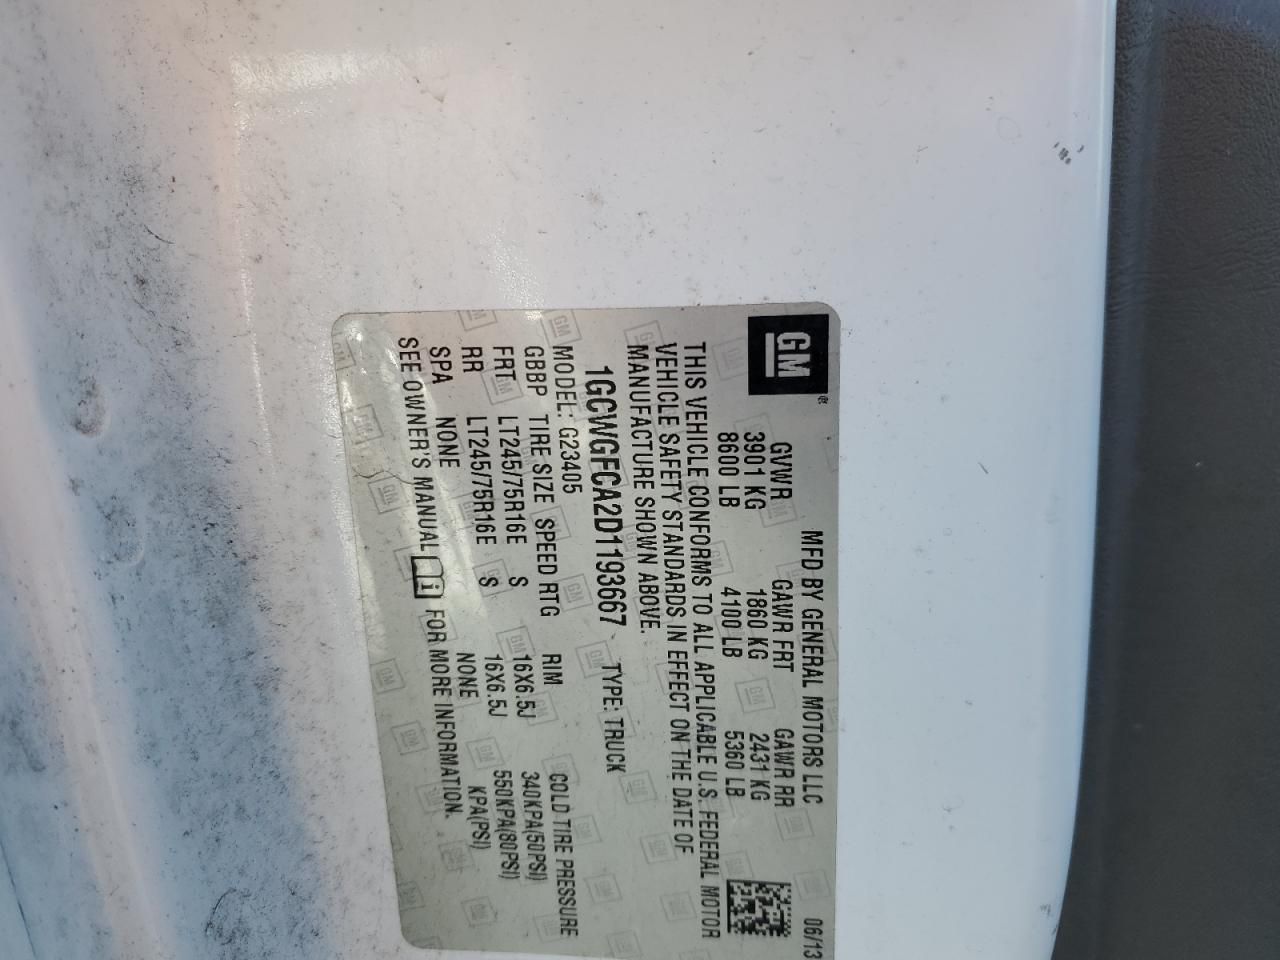 GM
MFD BY GENERAL MOTORS LLC 06/13
GVWR GAWR FRT GAWR RR
3901 KG 1860 KG 2431 KG
8600 LB 4100 LB 5360 LB
THIS VEHICLE CONFORMS TO ALL APPLICABLE U.S. FEDERAL MOTOR
VEHICLE SAFETY STANDARDS IN EFFECT ON THE DATE OF
MANUFACTURE SHOWN ABOVE.
1GCWGFCA2D1193667 TYPE: TRUCK
MODEL: G23405
GBBP TIRE SIZE SPEED RTG RIM COLD TIRE PRESSURE
FRT LT245/75R16E S 16X6.5J 340KPA(50PSI)
RR LT245/75R16E S 16X6.5J 550KPA(80PSI)
SPA NONE NONE KPA(PSI)
SEE OWNER'S MANUAL i FOR MORE INFORMATION.